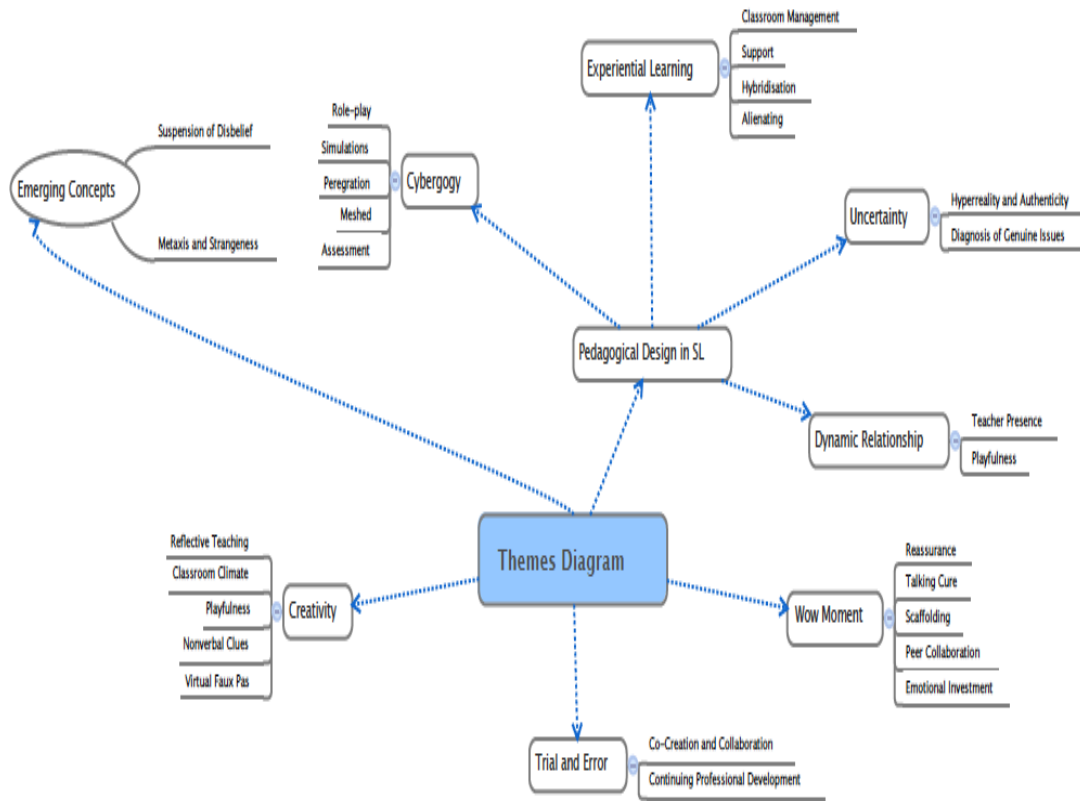 Classroom Management
Support
Experiential Learning
Hybridisation
Alienating
Role-play
Simulations
Peregration
Meshed
Assessment
Cybergogy
Suspension of Disbelief
Emerging Concepts
Metaxis and Strangeness
Uncertainty
Hyperreality and Authenticity
Diagnosis of Genuine Issues
Pedagogical Design in SL
Dynamic Relationship
Teacher Presence
Playfulness
Themes Diagram
Reflective Teaching
Classroom Climate
Playfulness
Nonverbal Clues
Virtual Faux Pas
Creativity
Wow Moment
Reassurance
Talking Cure
Scaffolding
Peer Collaboration
Emotional Investment
Trial and Error
Co-Creation and Collaboration
Continuing Professional Development